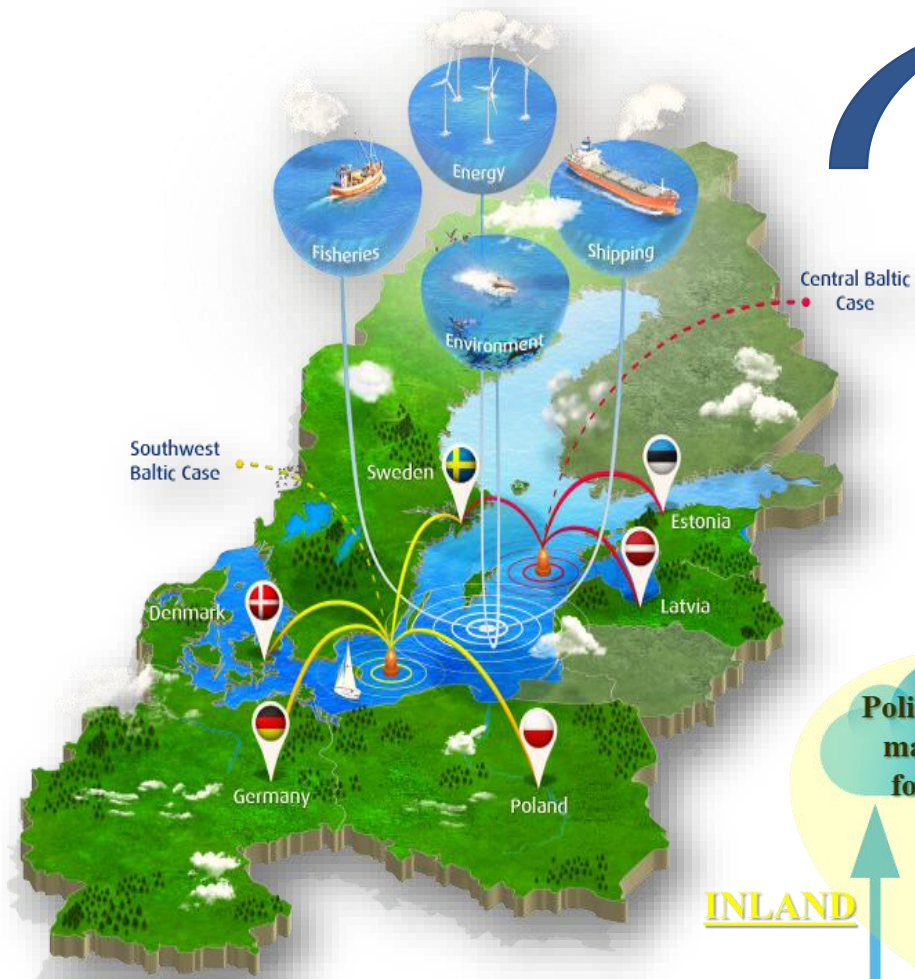 Energy
Fisheries
Shipping
Environment
Central Baltic
Case
Southwest
Baltic Case
Sweden
Estonia
Denmark
Latvia
Germany
Poland
INLAND